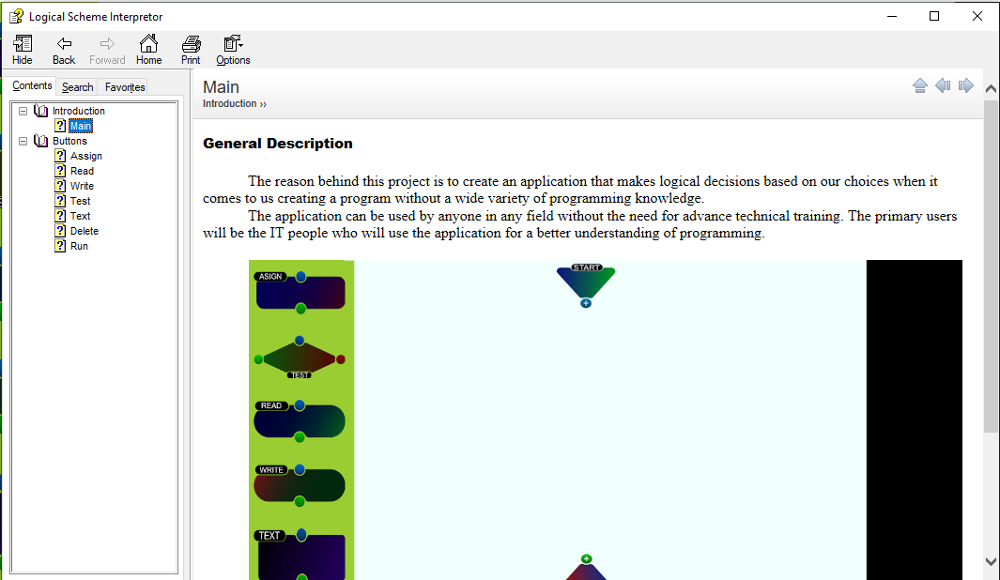 Logical Scheme Interpretor
Hide Back Forward Home Print Options
Contents Search Favorites
Introduction
Main
Buttons
Assign
Read
Write
Test
Text
Delete
Run
Main
Introduction ››
General Description
The reason behind this project is to create an application that makes logical decisions based on our choices when it
comes to us creating a program without a wide variety of programming knowledge.
The application can be used by anyone in any field without the need for advance technical training. The primary users
will be the IT people who will use the application for a better understanding of programming.
START
ASIGN
TEST
READ
WRITE
TEXT